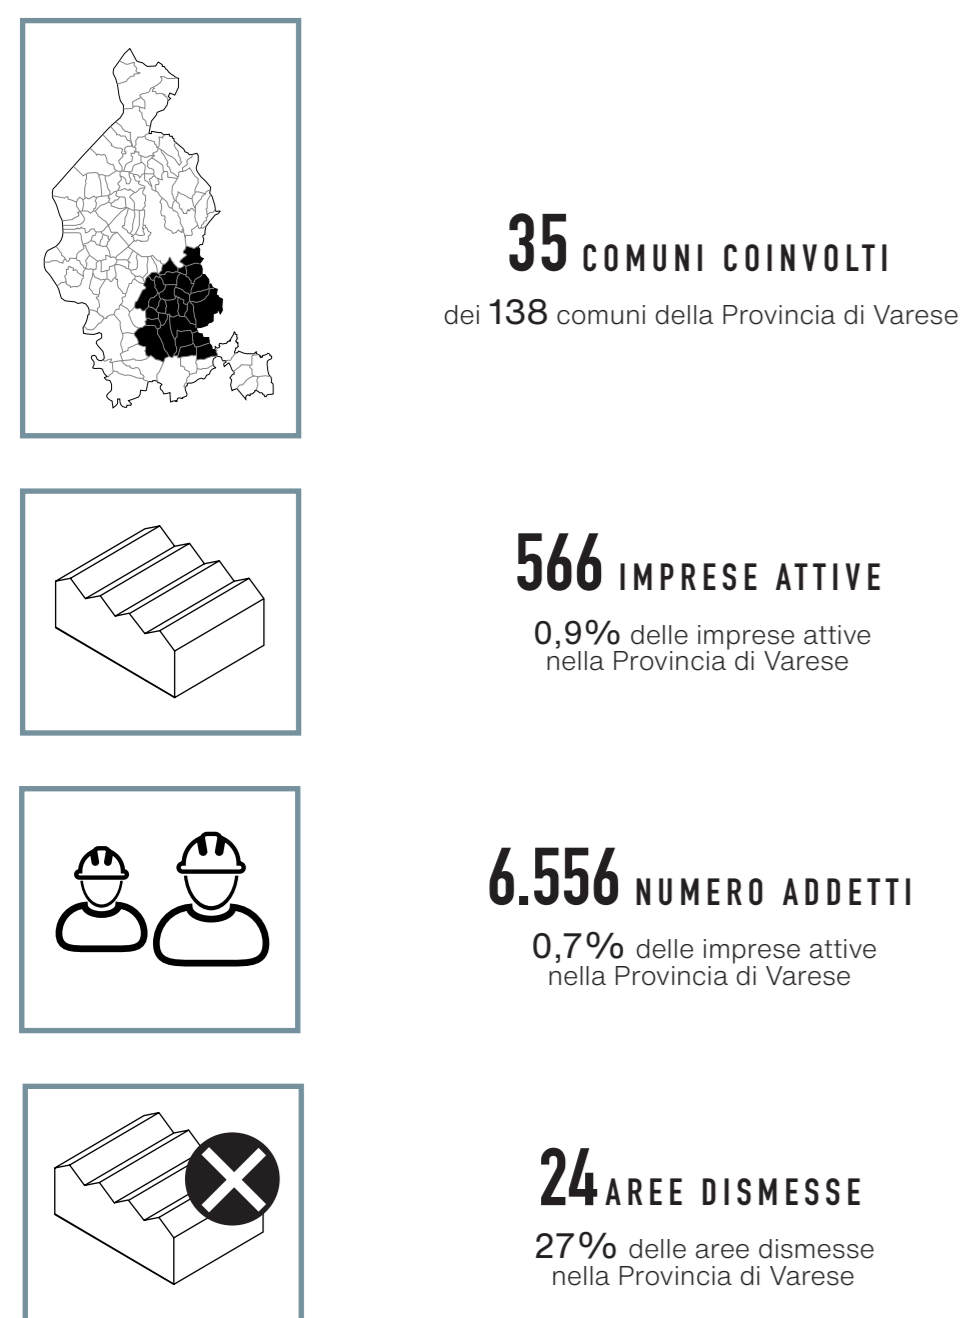 35 COMUNI COINVOLTI
dei 138 comuni della Provincia di Varese
566 IMPRESE ATTIVE
0,9% delle imprese attive
nella Provincia di Varese
6.556 NUMERO ADDETTI
0,7% delle imprese attive
nella Provincia di Varese
24 AREE DISMESSE
27% delle aree dismesse
nella Provincia di Varese